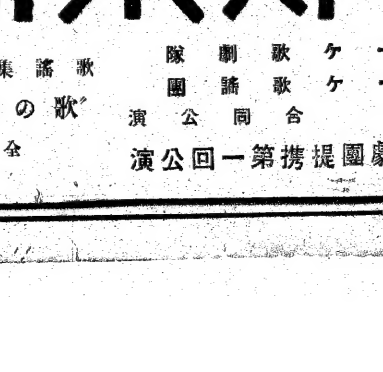 ケ歌劇隊
ケ歌謠團
合同公演
劇團提携第一回公演
歌謠集
歌の
全